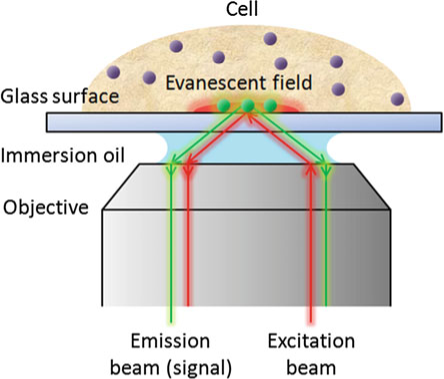 Cell
Evanescent field
Glass surface
Immersion oil
Objective
Emission
beam (signal)
Excitation
beam